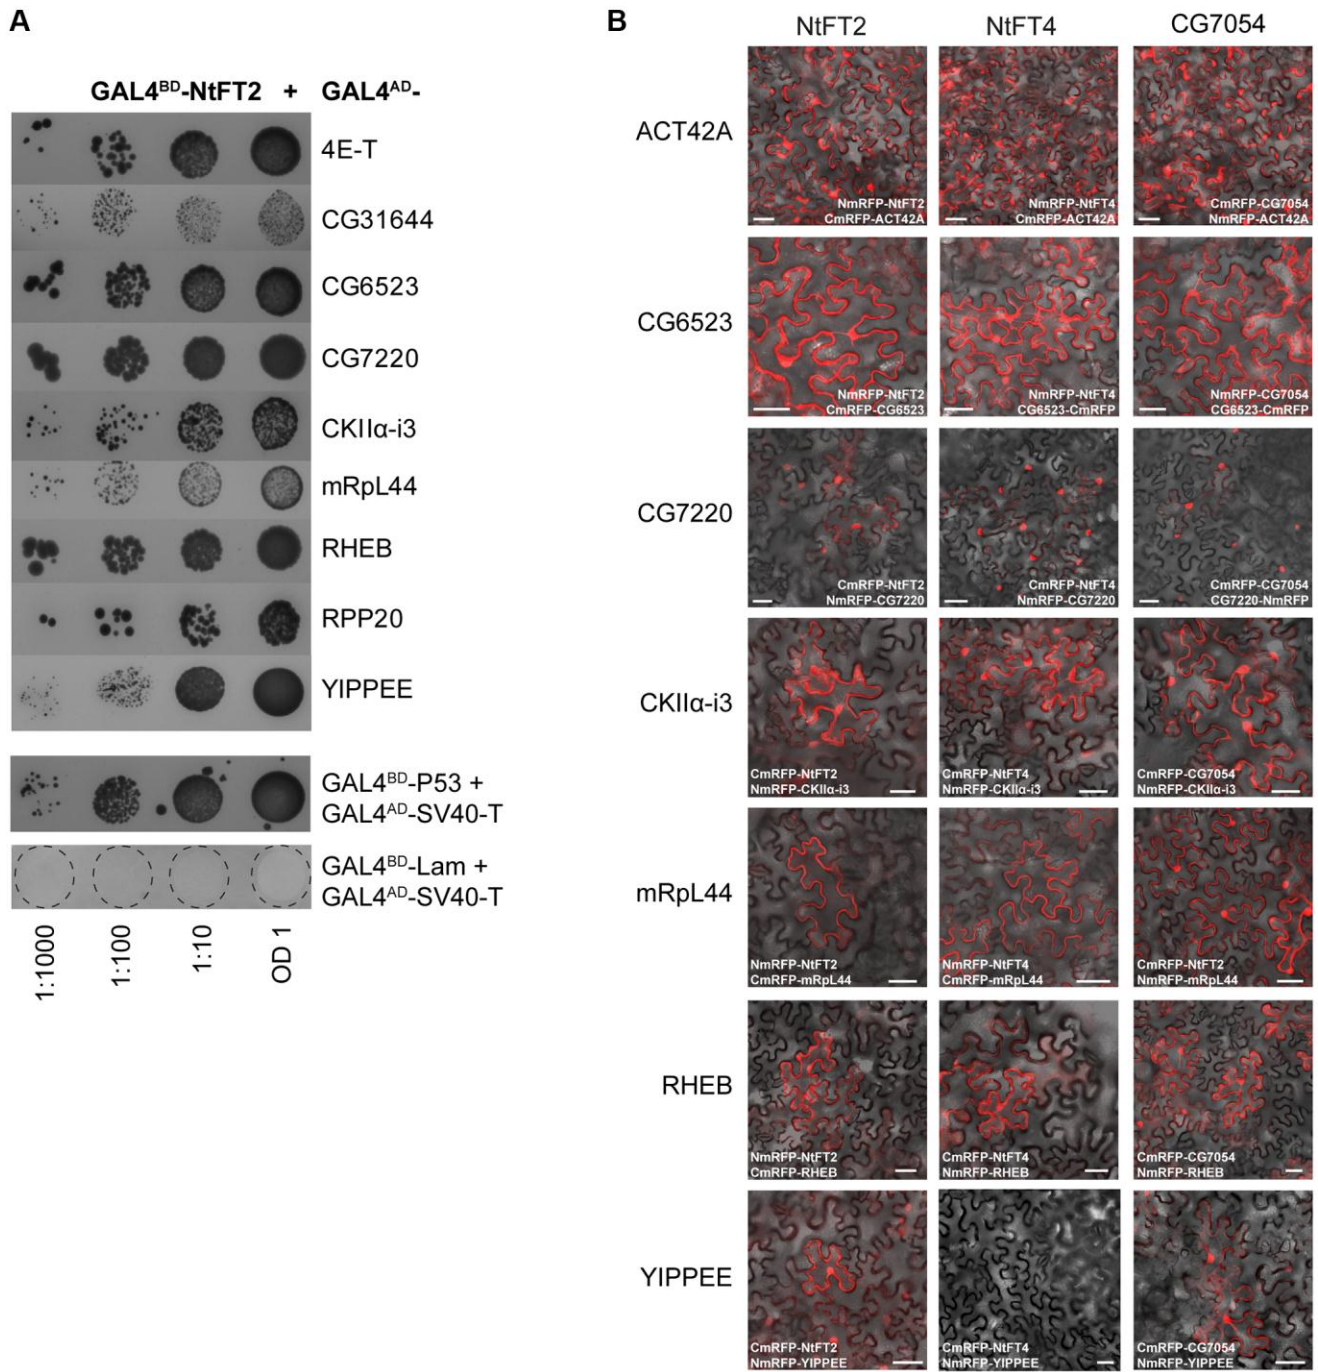 A
GAL4BD-NtFT2 + GAL4AD-
4E-T
CG31644
CG6523
CG7220
CKIIα-i3
mRpL44
RHEB
RPP20
YIPPEE
GAL4BD-P53 +
GAL4AD-SV40-T
GAL4BD-Lam +
GAL4AD-SV40-T
1:1000
1:100
1:10
OD 1
B
NtFT2 NtFT4 CG7054
ACT42A
NmRFP-NtFT2
CmRFP-ACT42A
NmRFP-NtFT4
CmRFP-ACT42A
CmRFP-CG7054
NmRFP-ACT42A
CG6523
NmRFP-NtFT2
CmRFP-CG6523
NmRFP-NtFT4
CG6523-CmRFP
NmRFP-CG7054
CG6523-CmRFP
CG7220
CmRFP-NtFT2
NmRFP-CG7220
CmRFP-NtFT4
NmRFP-CG7220
CmRFP-CG7054
CG7220-NmRFP
CKIIα-i3
CmRFP-NtFT2
NmRFP-CKIIα-i3
CmRFP-NtFT4
NmRFP-CKIIα-i3
CmRFP-CG7054
NmRFP-CKIIα-i3
mRpL44
NmRFP-NtFT2
CmRFP-mRpL44
NmRFP-NtFT4
CmRFP-mRpL44
CmRFP-NtFT2
NmRFP-mRpL44
RHEB
NmRFP-NtFT2
CmRFP-RHEB
CmRFP-NtFT4
NmRFP-RHEB
CmRFP-CG7054
NmRFP-RHEB
YIPPEE
CmRFP-NtFT2
NmRFP-YIPPEE
CmRFP-NtFT4
NmRFP-YIPPEE
CmRFP-CG7054
NmRFP-YIPPEE